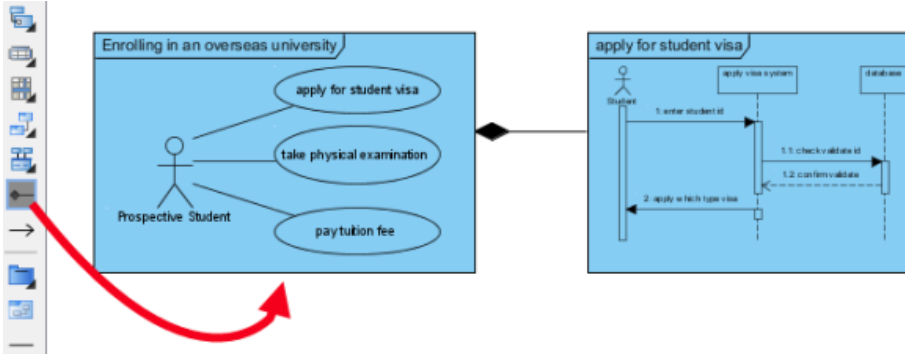 Enrolling in an overseas university
apply for student visa
take physical examination
pay tuition fee
Prospective Student
apply for student visa
Student
apply visa system
database
1: enter student id
1.1: check validate id
1.2: confirm validate
2: apply which type visa